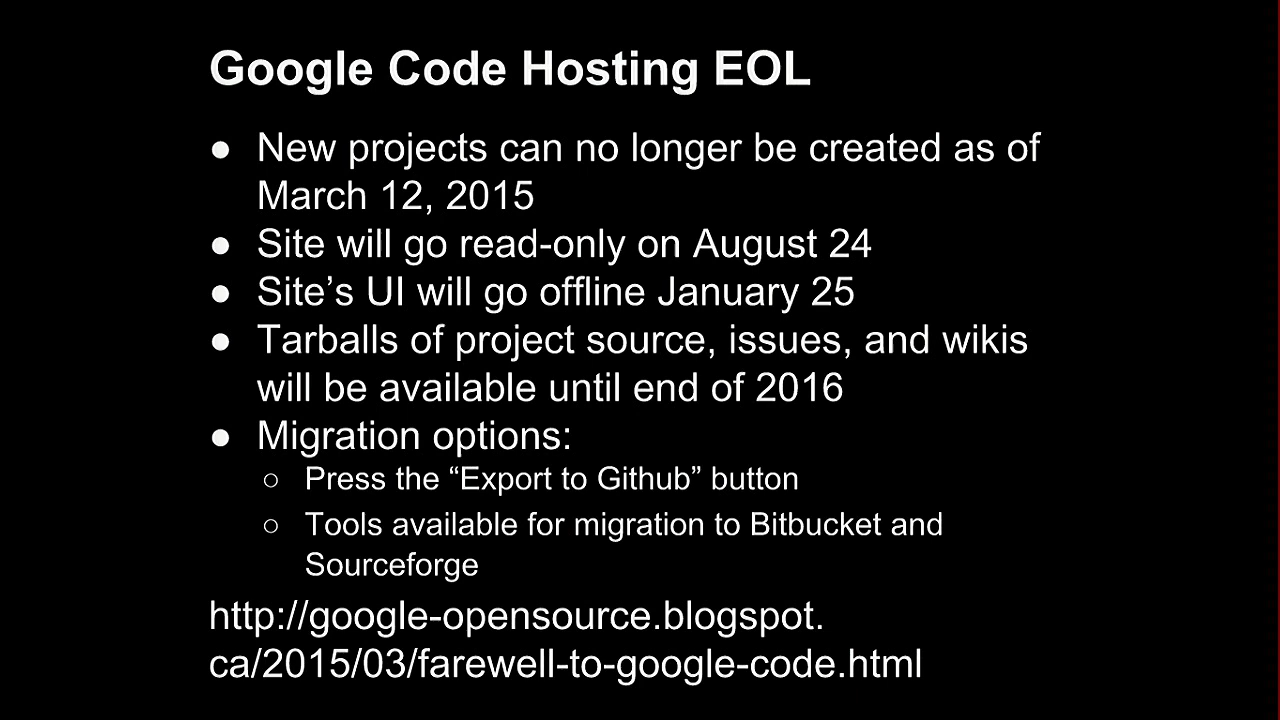 Google Code Hosting EOL
● New projects can no longer be created as of
March 12, 2015
● Site will go read-only on August 24
● Site’s UI will go offline January 25
● Tarballs of project source, issues, and wikis
will be available until end of 2016
● Migration options:
○ Press the “Export to Github” button
○ Tools available for migration to Bitbucket and
Sourceforge
http://google-opensource.blogspot.
ca/2015/03/farewell-to-google-code.html